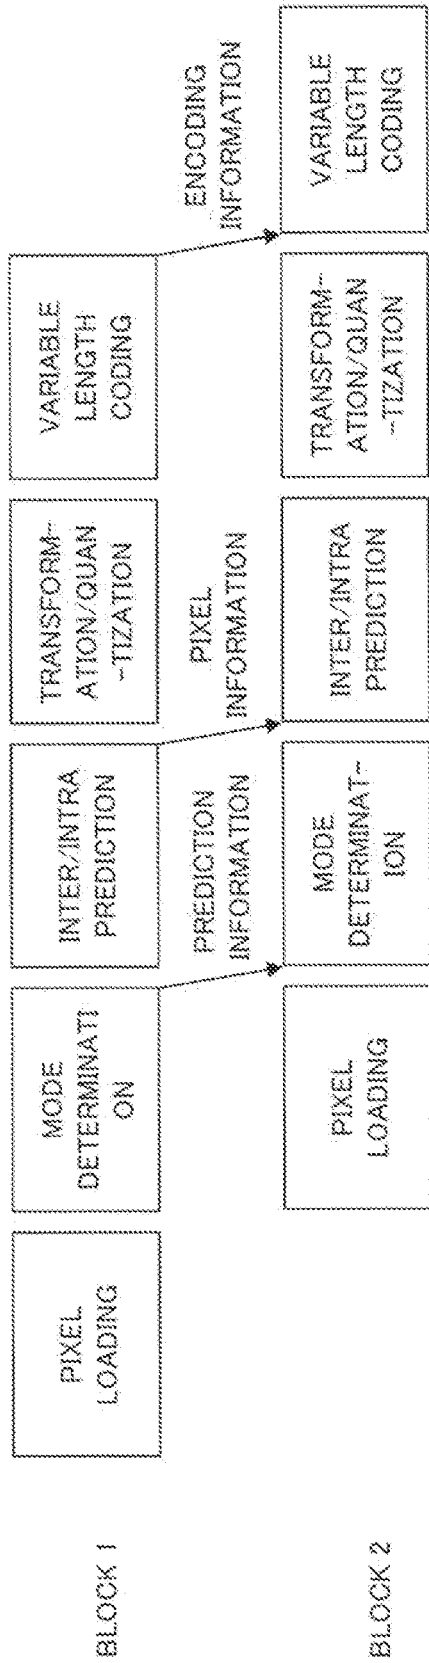 BLOCK 1
PIXEL
LOADING
MODE
DETERMINATI
ON
INTER/INTRA
PREDICTION
TRANSFORM-
ATION/QUAN
-TIZATION
VARIABLE
LENGTH
CODING
PREDICTION
INFORMATION
PIXEL
INFORMATION
ENCODING
INFORMATION
BLOCK 2
PIXEL
LOADING
MODE
DETERMINAT-
ION
INTER/INTRA
PREDICTION
TRANSFORM-
ATION/QUAN
-TIZATION
VARIABLE
LENGTH
CODING